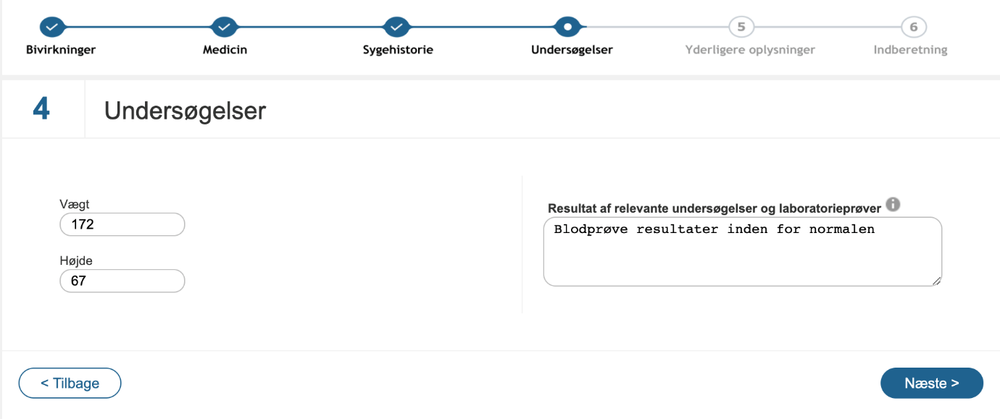 5
6
Bivirkninger
Medicin
Sygehistorie
Undersøgelser
Yderligere oplysninger
Indberetning
4
Undersøgelser
Vægt
172
Højde
67
Resultat af relevante undersøgelser og laboratorieprøver
i
Blodprøve resultater inden for normalen
< Tilbage
Næste >